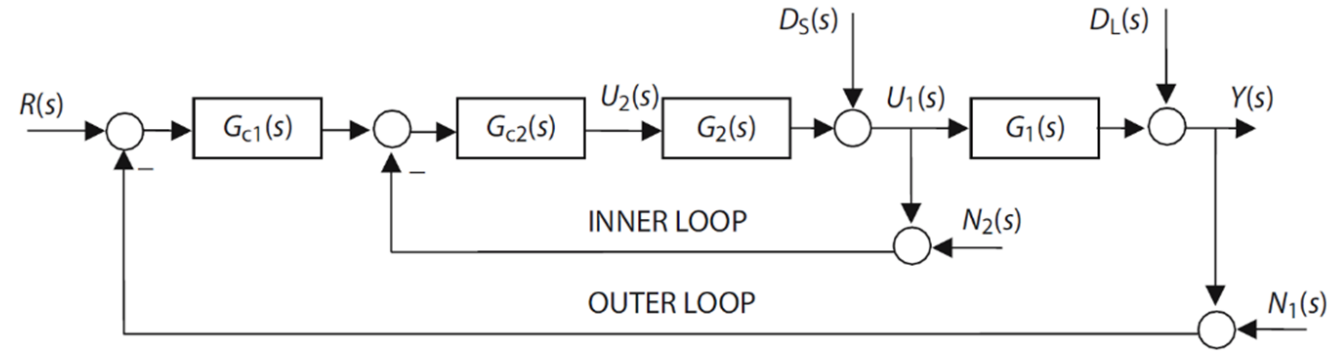 D_S(s)
D_L(s)
R(s)
G_c1(s)
G_c2(s)
U_2(s)
G_2(s)
U_1(s)
G_1(s)
Y(s)
–
–
INNER LOOP
N_2(s)
OUTER LOOP
N_1(s)